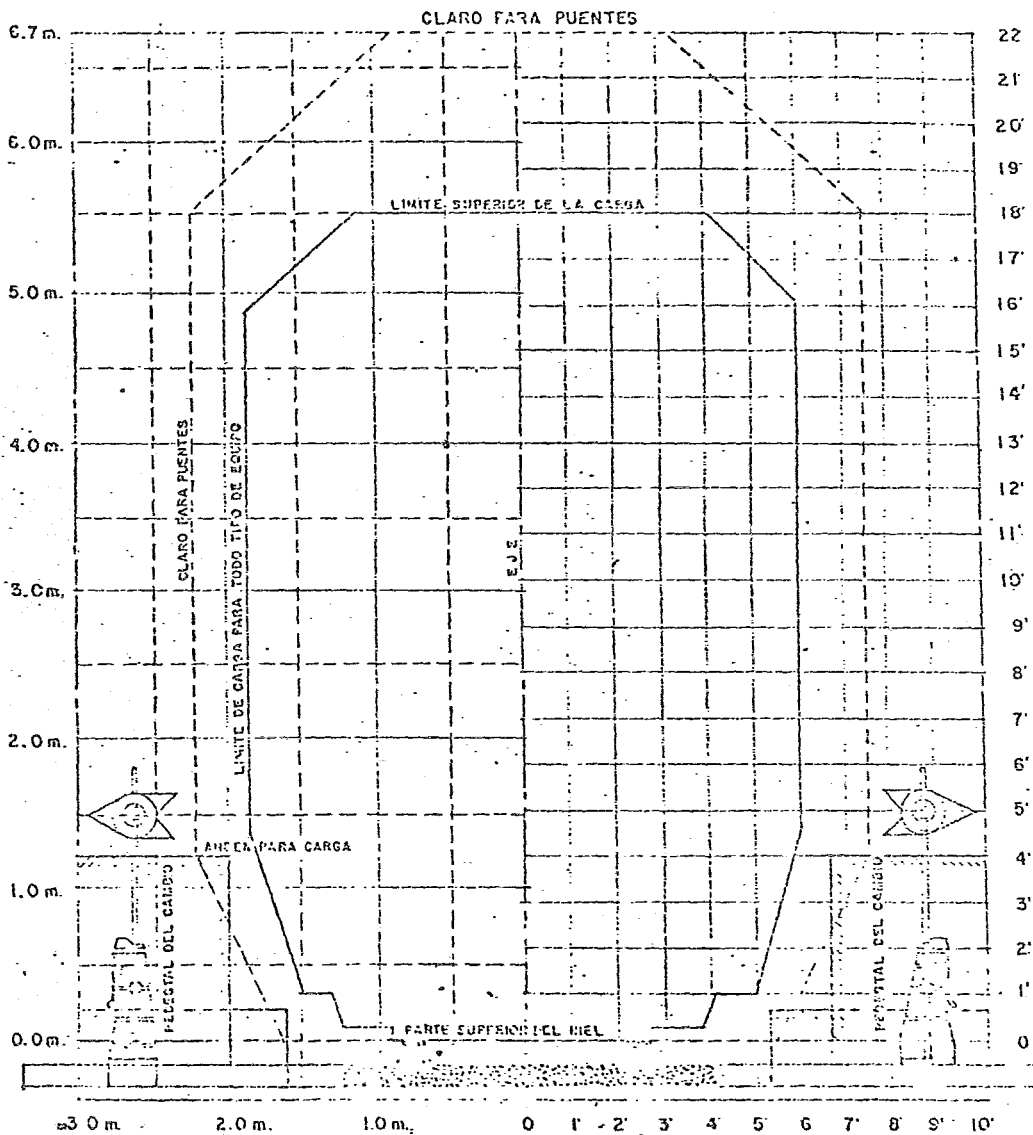 CLARO PARA PUENTES
6.7 m.
6.0 m.
5.0 m.
4.0 m.
3.0 m.
2.0 m.
1.0 m.
0.0 m.
22'
21'
20'
19'
18'
17'
16'
15'
14'
13'
12'
11'
10'
9'
8'
7'
6'
5'
4'
3'
2'
1'
0
LIMITE SUPERIOR DE LA CARGA
CLARO PARA PUENTES
LIMITE DE CARGA PARA TODO TIPO DE EQUIPO
EJE
ANDEN PARA CARGA
PEDESTAL DEL CAMBIO
PEDESTAL DEL CAMBIO
PARTE SUPERIOR DEL RIEL
3.0 m. 2.0 m. 1.0 m. 0 1' 2' 3' 4' 5' 6' 7' 8' 9' 10'